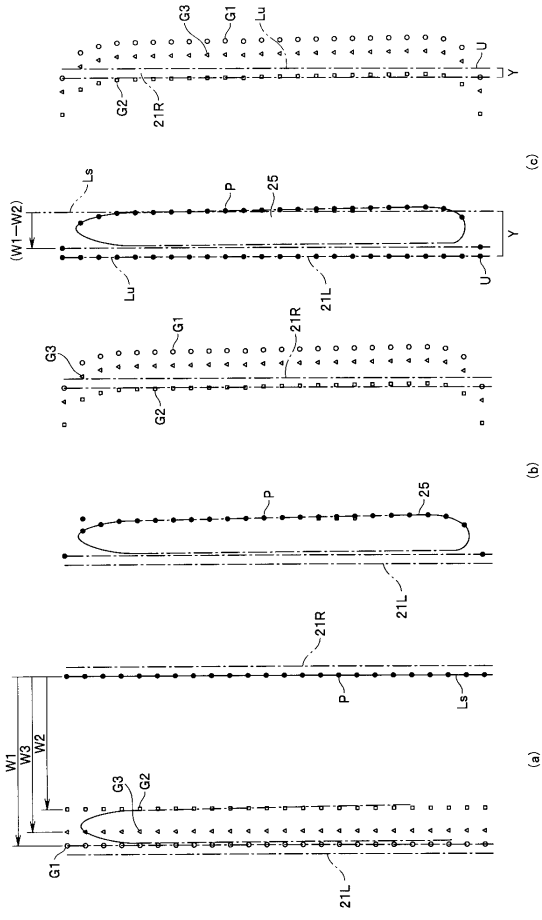 G3
G1
Lu
G2
21R
U
Y
(c)
(W1−W2)
Ls
P
25
Lu
21L
U
Y
G3
21R
G1
G2
(b)
P
25
21L
21R
W1
W3
W2
P
Ls
(a)
G3
G2
G1
21L